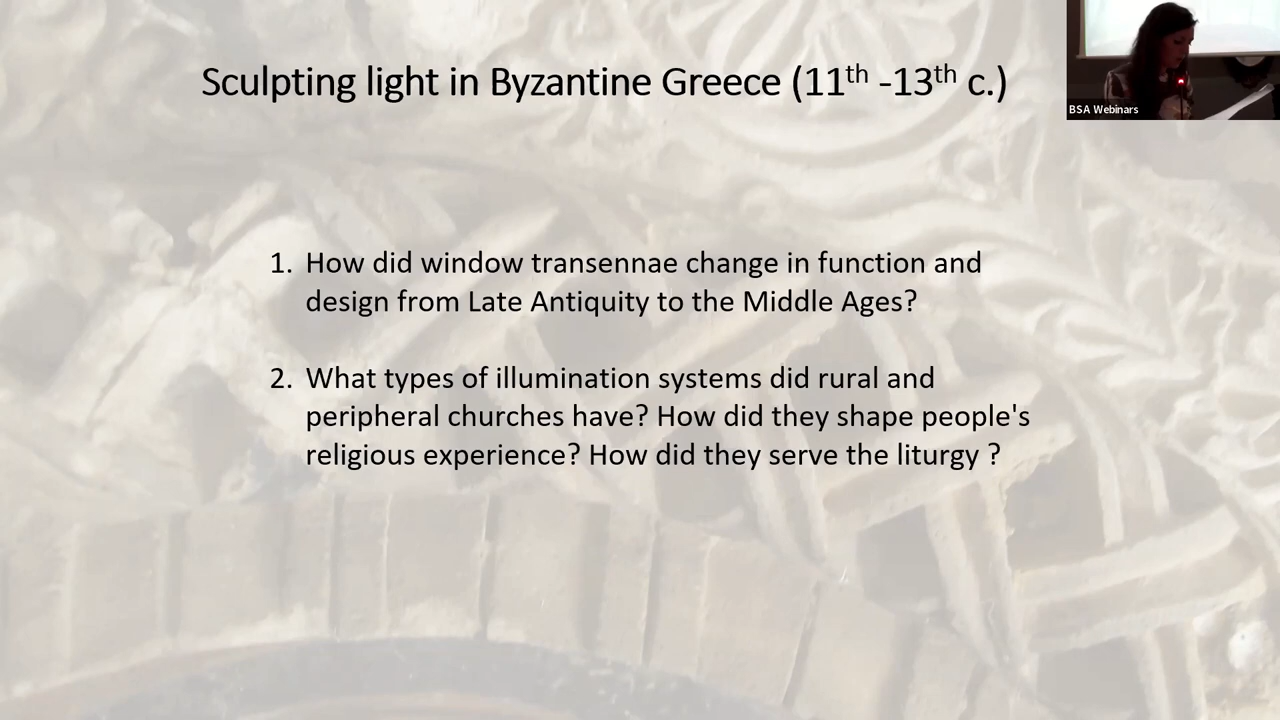 Sculpting light in Byzantine Greece (11th -13th c.)
BSA Webinars
1. How did window transennae change in function and
design from Late Antiquity to the Middle Ages?
2. What types of illumination systems did rural and
peripheral churches have? How did they shape people's
religious experience? How did they serve the liturgy ?